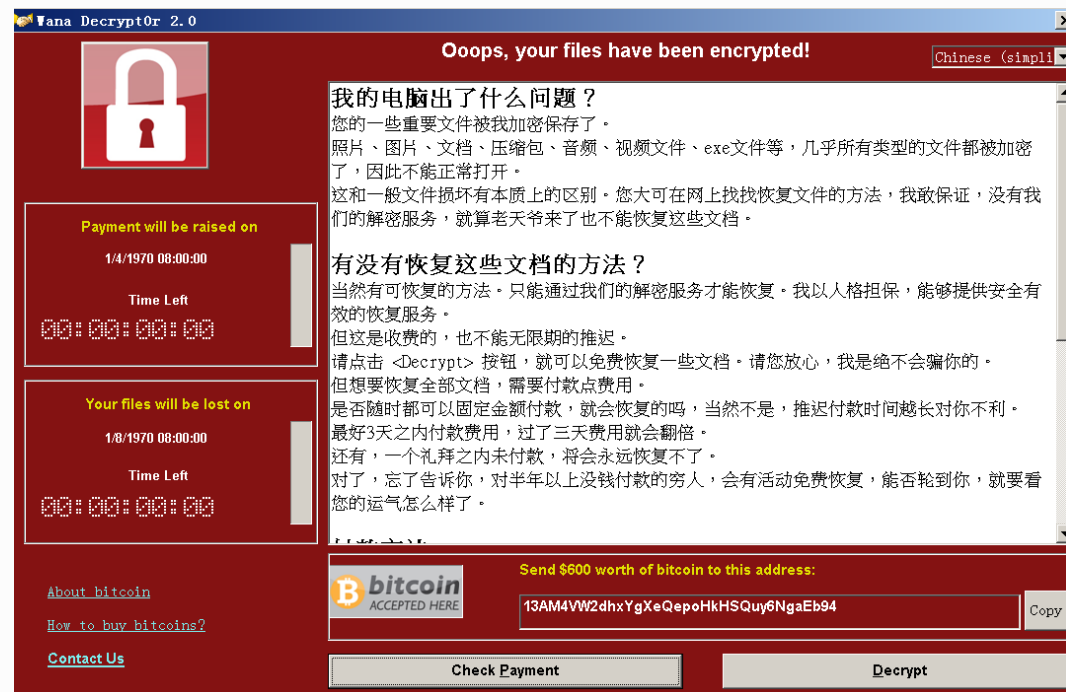 Wana Decrypt0r 2.0
Ooops, your files have been encrypted!
Chinese (simpli
我的电脑出了什么问题？
您的一些重要文件被我加密保存了。
照片、图片、文档、压缩包、音频、视频文件、exe文件等，几乎所有类型的文件都被加密
了，因此不能正常打开。
这和一般文件损坏有本质上的区别。您大可在网上找找恢复文件的方法，我敢保证，没有我
们的解密服务，就算老天爷来了也不能恢复这些文档。
有没有恢复这些文档的方法？
当然有可恢复的方法。只能通过我们的解密服务才能恢复。我以人格担保，能够提供安全有
效的恢复服务。
但这是收费的，也不能无限期的推迟。
请点击 <Decrypt> 按钮，就可以免费恢复一些文档。请您放心，我是绝不会骗你的。
但想要恢复全部文档，需要付款点费用。
是否随时都可以固定金额付款，就会恢复的吗，当然不是，推迟付款时间越长对你不利。
最好3天之内付款费用，过了三天费用就会翻倍。
还有，一个礼拜之内未付款，将会永远恢复不了。
对了，忘了告诉你，对半年以上没钱付款的穷人，会有活动免费恢复，能否轮到你，就要看
您的运气怎么样了。
Payment will be raised on
1/4/1970 08:00:00
Time Left
00:00:00:00
Your files will be lost on
1/8/1970 08:00:00
Time Left
00:00:00:00
About bitcoin
How to buy bitcoins?
Contact Us
bitcoin
ACCEPTED HERE
Send $600 worth of bitcoin to this address:
13AM4VW2dhxYgXeQepoHkHSQuy6NgaEb94
Copy
Check Payment
Decrypt